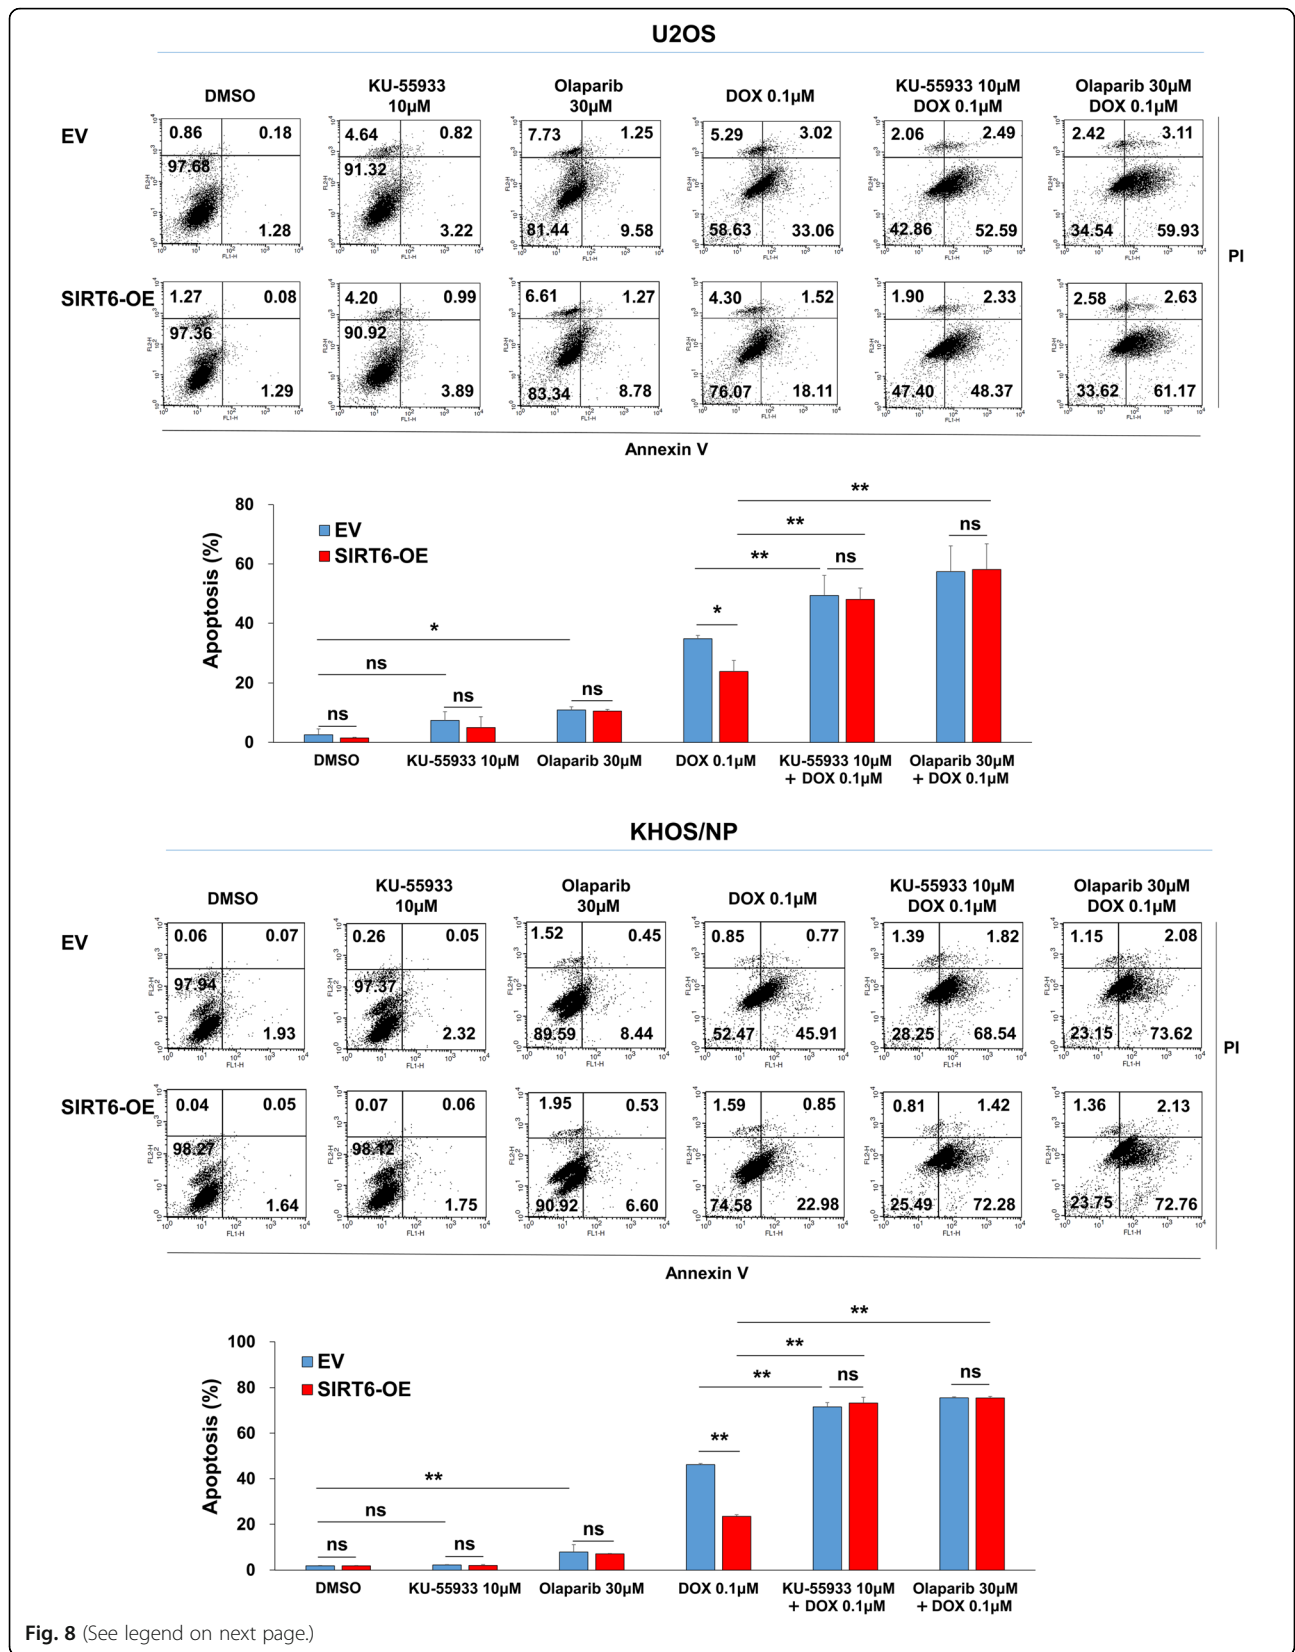 U2OS
DMSO
KU-55933
10μM
Olaparib
30μM
DOX 0.1μM
KU-55933 10μM
DOX 0.1μM
Olaparib 30μM
DOX 0.1μM
EV
0.86 0.18
97.68
1.28
4.64 0.82
91.32
3.22
7.73 1.25
81.44 9.58
5.29 3.02
58.63 33.06
2.06 2.49
42.86 52.59
2.42 3.11
34.54 59.93
SIRT6-OE
1.27 0.08
97.36
1.29
4.20 0.99
90.92
3.89
6.61 1.27
83.34 8.78
4.30 1.52
76.07 18.11
1.90 2.33
47.40 48.37
2.58 2.63
33.62 61.17
PI
Annexin V
Apoptosis (%)
80
60
40
20
0
EV
SIRT6-OE
ns
ns
*
ns
ns
*
**
**
**
ns
ns
DMSO
KU-55933 10μM
Olaparib 30μM
DOX 0.1μM
KU-55933 10μM
+ DOX 0.1μM
Olaparib 30μM
+ DOX 0.1μM
KHOS/NP
DMSO
KU-55933
10μM
Olaparib
30μM
DOX 0.1μM
KU-55933 10μM
DOX 0.1μM
Olaparib 30μM
DOX 0.1μM
EV
0.06 0.07
97.94
1.93
0.26 0.05
97.37
2.32
1.52 0.45
89.59 8.44
0.85 0.77
52.47 45.91
1.39 1.82
28.25 68.54
1.15 2.08
23.15 73.62
SIRT6-OE
0.04 0.05
98.27
1.64
0.07 0.06
98.12
1.75
1.95 0.53
90.92 6.60
1.59 0.85
74.58 22.98
0.81 1.42
25.49 72.28
1.36 2.13
23.75 72.76
PI
Annexin V
Apoptosis (%)
100
80
60
40
20
0
EV
SIRT6-OE
ns
ns
**
ns
ns
**
**
**
**
ns
ns
DMSO
KU-55933 10μM
Olaparib 30μM
DOX 0.1μM
KU-55933 10μM
+ DOX 0.1μM
Olaparib 30μM
+ DOX 0.1μM
Fig. 8 (See legend on next page.)